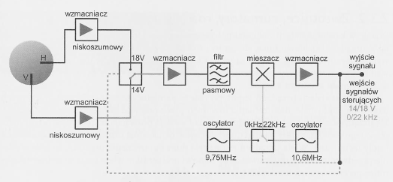 wzmacniacz
niskoszumowy
H
V
wzmacniacz
niskoszumowy
18V
14V
wzmacniacz
filtr
pasmowy
mieszacz
wzmacniacz
wyjście
sygnału
wejście
sygnałów
sterujących
14/18 V
0/22 kHz
oscylator
9,75MHz
0kHz
22kHz
oscylator
10,6MHz